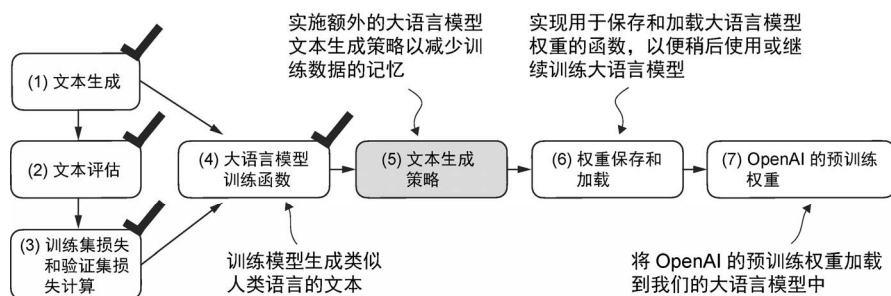 实施额外的大语言模型
文本生成策略以减少训
练数据的记忆
实现用于保存和加载大语言模型
权重的函数，以便稍后使用或继
续训练大语言模型
(1) 文本生成
(2) 文本评估
(3) 训练集损失
和验证集损
失计算
(4) 大语言模型
训练函数
(5) 文本生成
策略
(6) 权重保存和
加载
(7) OpenAI 的预训练
权重
训练模型生成类似
人类语言的文本
将 OpenAI 的预训练权重加载
到我们的大语言模型中